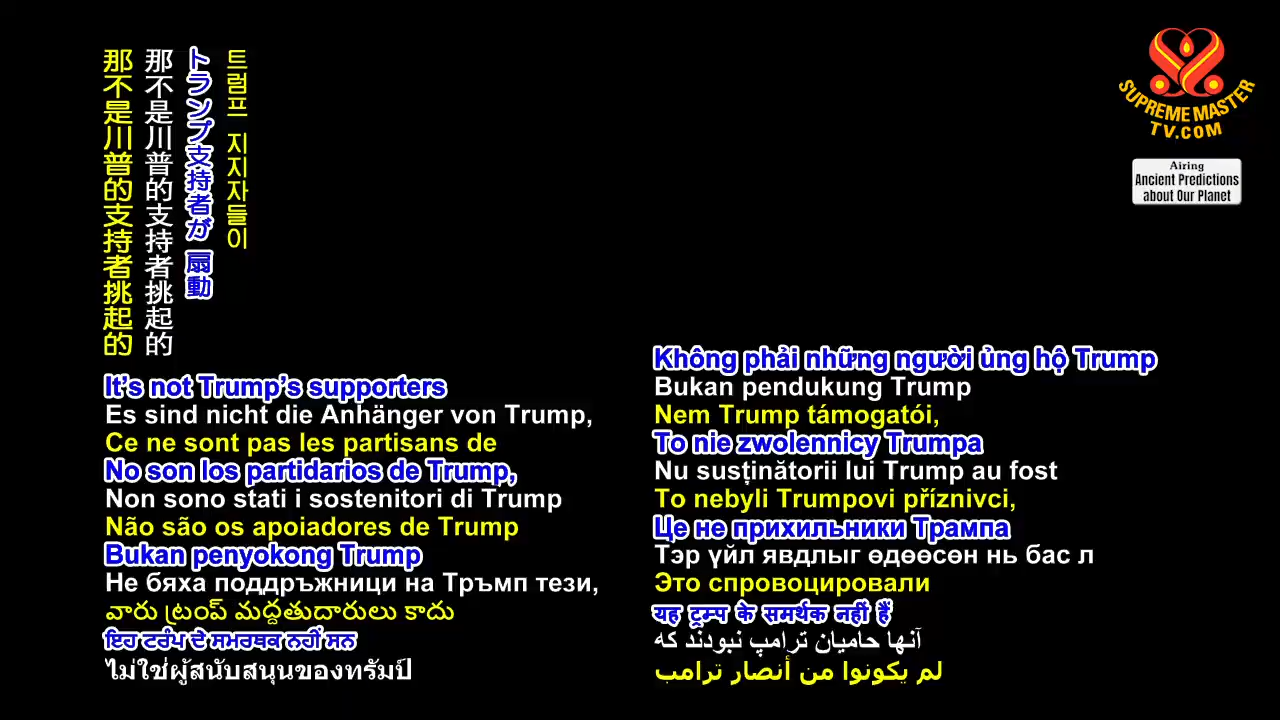 那不是川普的支持者挑起的
那不是川普的支持者挑起的
トランプ支持者が 扇動
트럼프 지지자들이
SUPREME MASTER
TV.COM
Airing
Ancient Predictions
about Our Planet
It's not Trump's supporters
Es sind nicht die Anhänger von Trump,
Ce ne sont pas les partisans de
No son los partidarios de Trump,
Non sono stati i sostenitori di Trump
Não são os apoiadores de Trump
Bukan penyokong Trump
Не бяха поддръжници на Тръмп тези,
వారు ట్రంప్ మద్దతుదారులు కాదు
ਇਹ ਟਰੰਪ ਦੇ ਸਮਰਥਕ ਨਹੀਂ ਸਨ
ไม่ใช่ผู้สนับสนุนของทรัมป์
Không phải những người ủng hộ Trump
Bukan pendukung Trump
Nem Trump támogatói,
To nie zwolennicy Trumpa
Nu susținătorii lui Trump au fost
To nebyli Trumpovi příznivci,
Це не прихильники Трампа
Тэр үйл явдлыг өдөөсөн нь бас л
Это спровоцировали
यह ट्रम्प के समर्थक नहीं हैं
آنها حامیان ترامپ نبودند که
لم يكونوا من أنصار ترامب